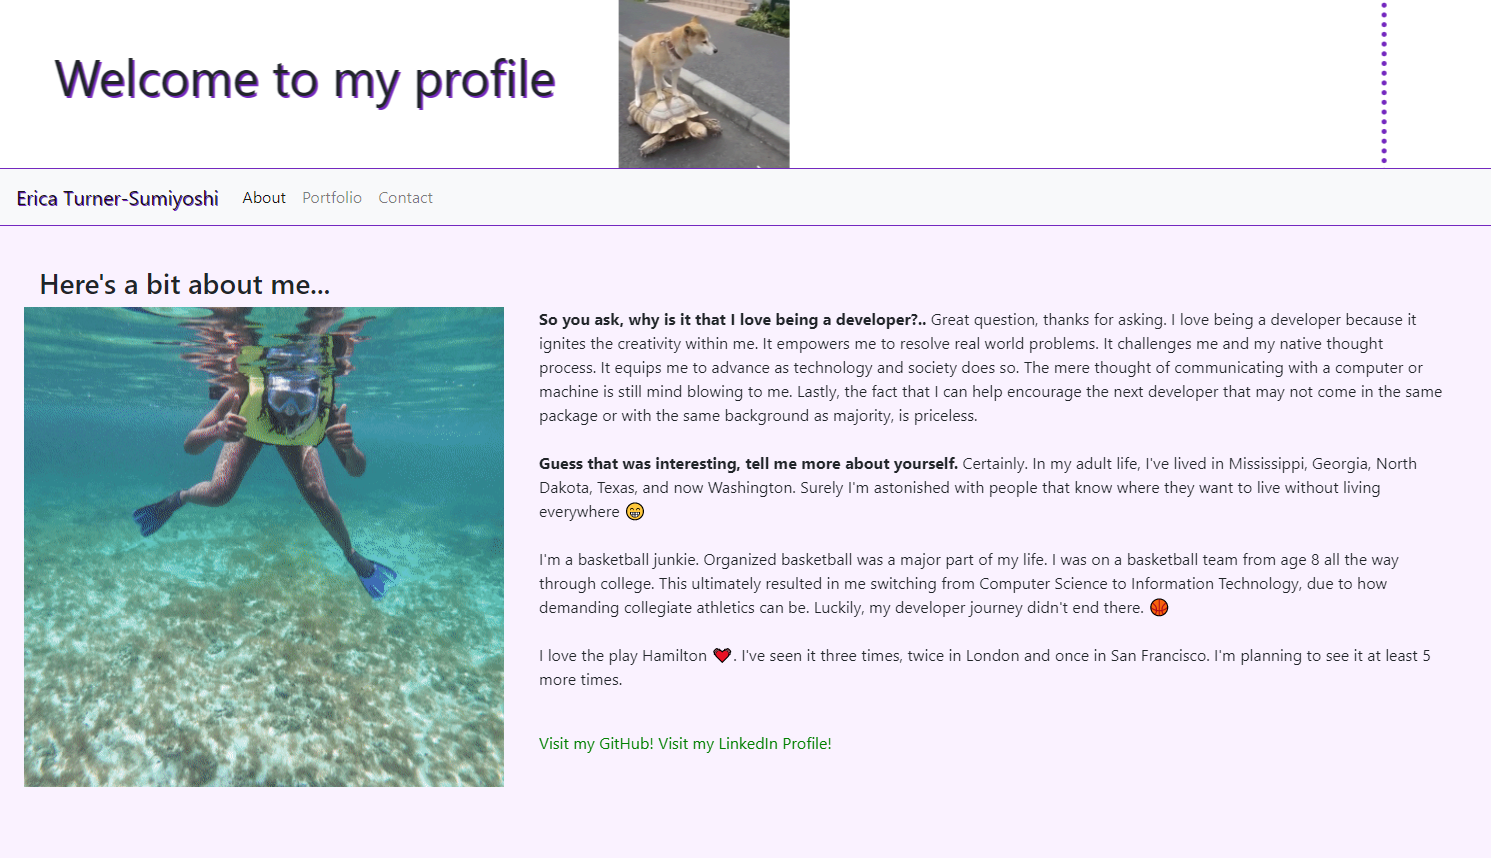 Welcome to my profile
Erica Turner-Sumiyoshi About Portfolio Contact
Here's a bit about me...
So you ask, why is it that I love being a developer?.. Great question, thanks for asking. I love being a developer because it
ignites the creativity within me. It empowers me to resolve real world problems. It challenges me and my native thought
process. It equips me to advance as technology and society does so. The mere thought of communicating with a computer or
machine is still mind blowing to me. Lastly, the fact that I can help encourage the next developer that may not come in the same
package or with the same background as majority, is priceless.
Guess that was interesting, tell me more about yourself. Certainly. In my adult life, I've lived in Mississippi, Georgia, North
Dakota, Texas, and now Washington. Surely I'm astonished with people that know where they want to live without living
everywhere 😁
I'm a basketball junkie. Organized basketball was a major part of my life. I was on a basketball team from age 8 all the way
through college. This ultimately resulted in me switching from Computer Science to Information Technology, due to how
demanding collegiate athletics can be. Luckily, my developer journey didn't end there. 🏀
I love the play Hamilton ❤. I've seen it three times, twice in London and once in San Francisco. I'm planning to see it at least 5
more times.
Visit my GitHub! Visit my LinkedIn Profile!